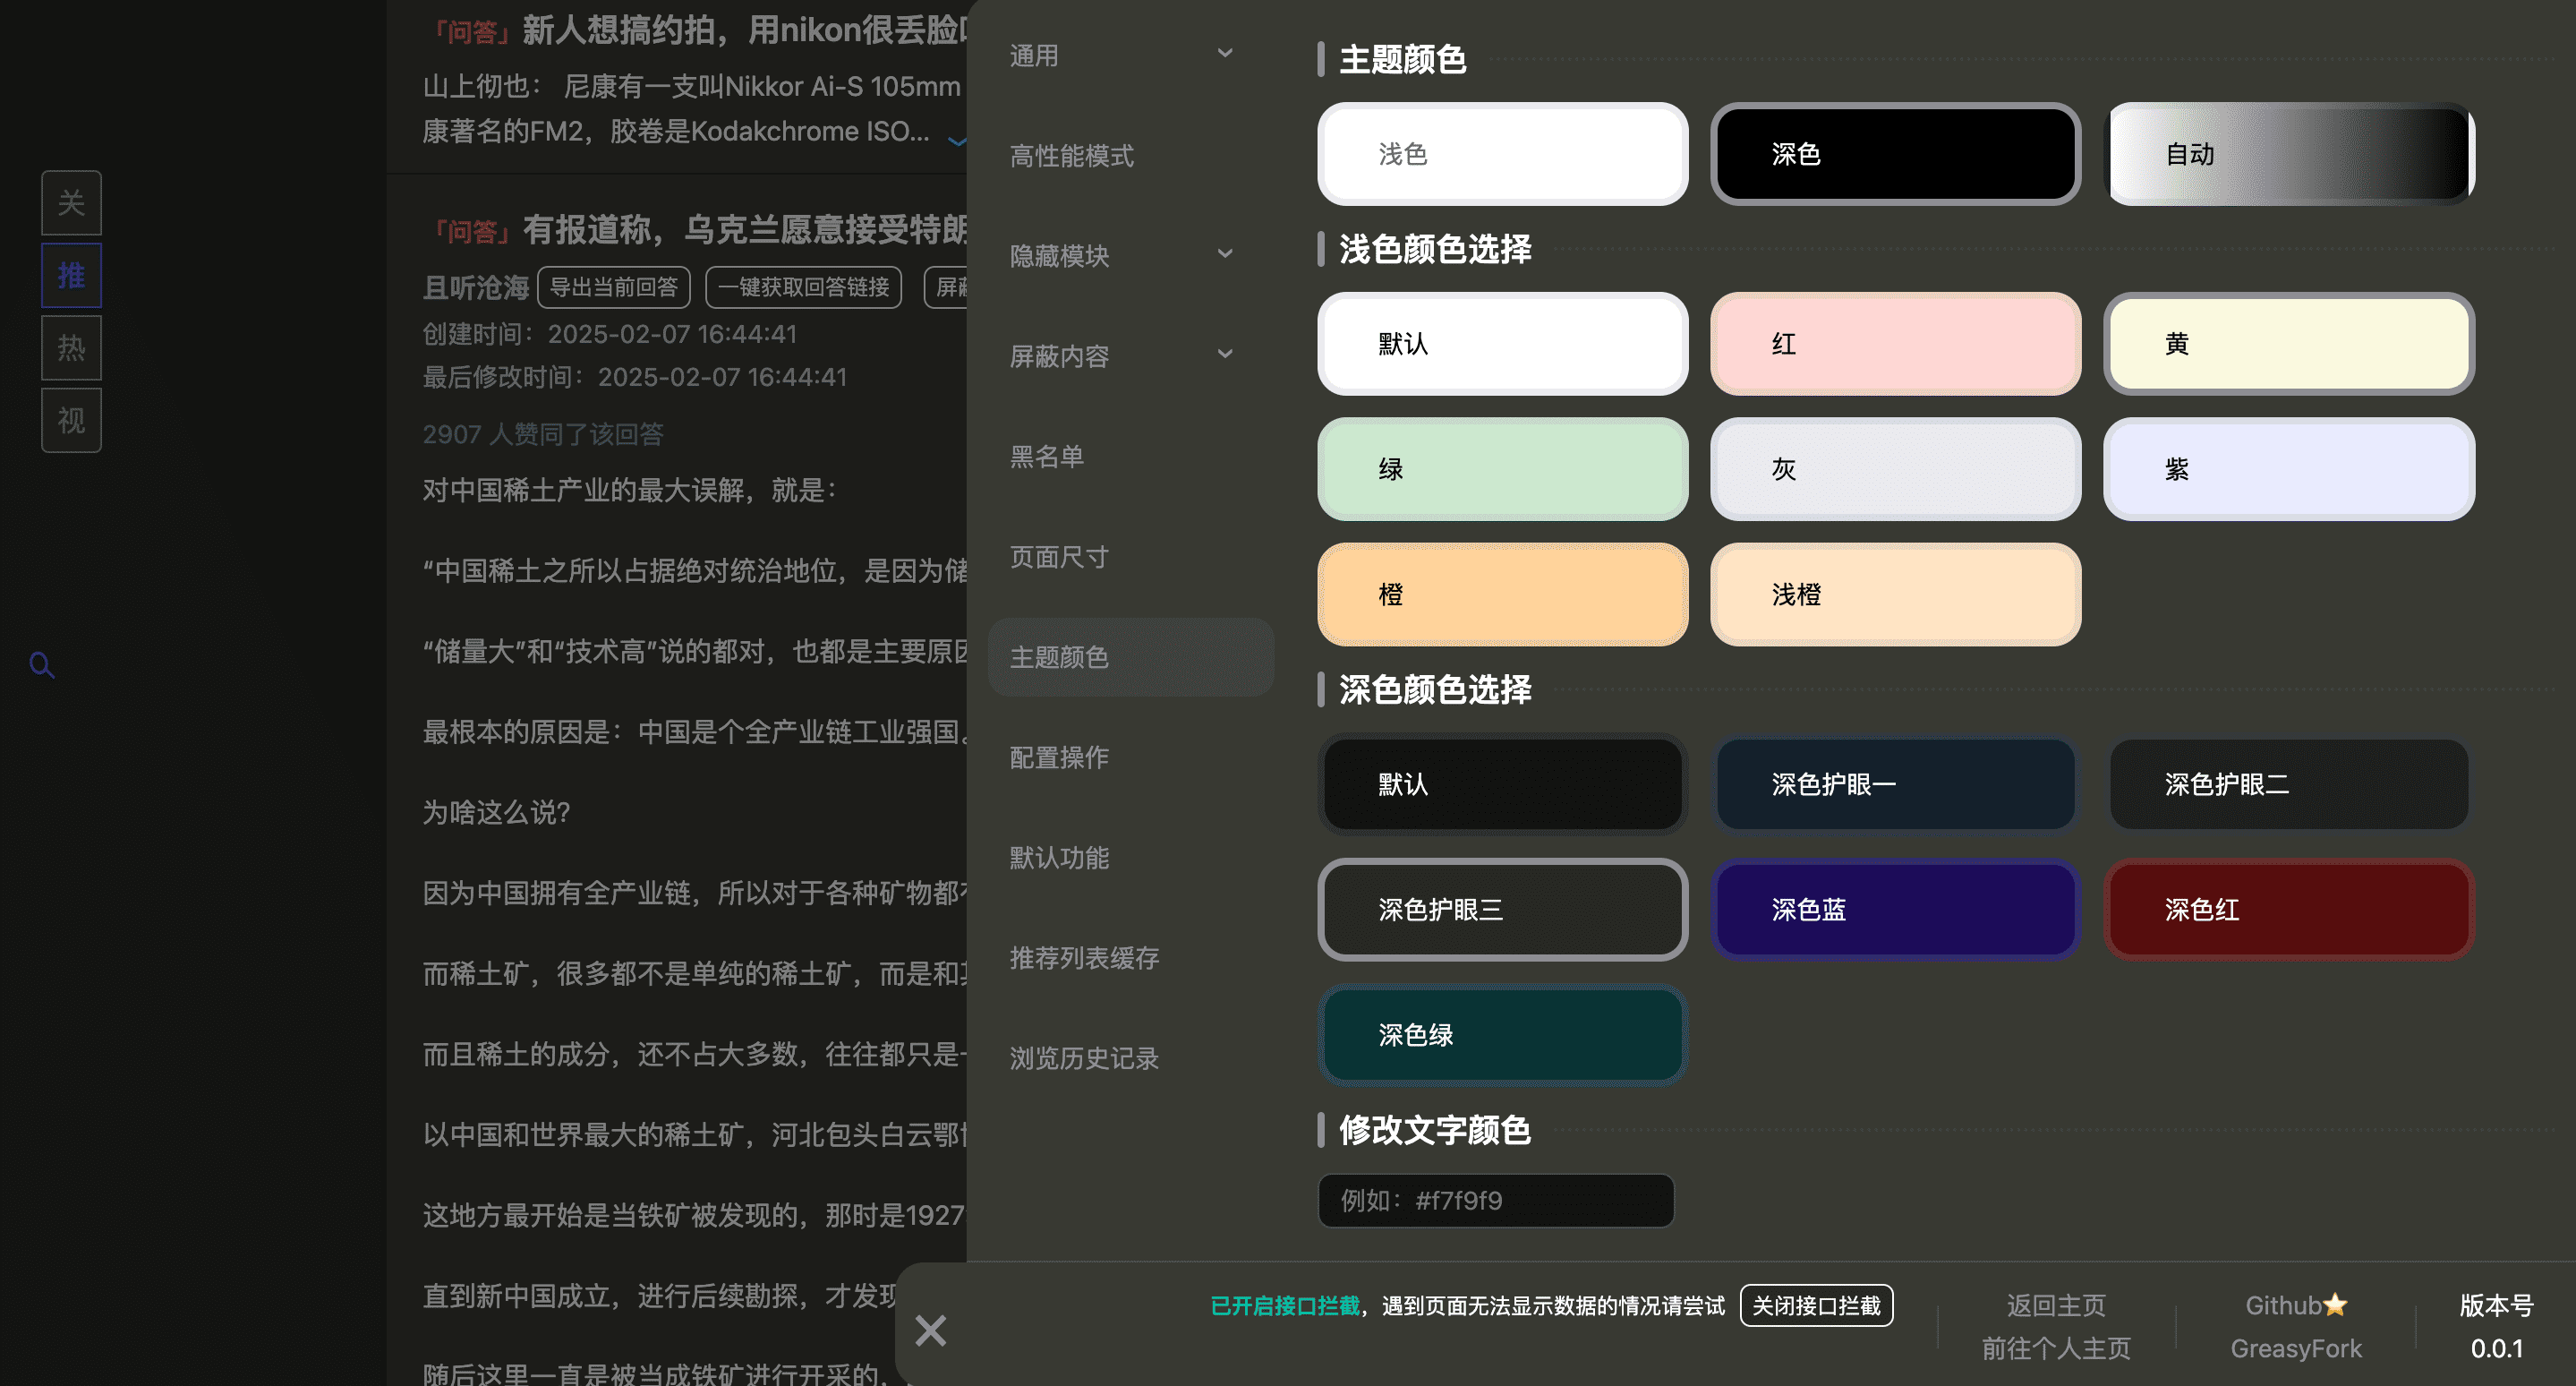 关
推
热
视
「问答」新人想搞约拍，用nikon很丢脸
山上彻也： 尼康有一支叫Nikkor Ai-S 105mm
康著名的FM2，胶卷是Kodakchrome ISO...
「问答」有报道称，乌克兰愿意接受特朗
且听沧海 导出当前回答 一键获取回答链接 屏蔽
创建时间：2025-02-07 16:44:41
最后修改时间：2025-02-07 16:44:41
2907 人赞同了该回答
对中国稀土产业的最大误解，就是：
“中国稀土之所以占据绝对统治地位，是因为储
“储量大”和“技术高”说的都对，也都是主要原因
最根本的原因是：中国是个全产业链工业强国。
为啥这么说？
因为中国拥有全产业链，所以对于各种矿物都有
而稀土矿，很多都不是单纯的稀土矿，而是和其
而且稀土的成分，还不占大多数，往往都只是一
以中国和世界最大的稀土矿，河北包头白云鄂博
这地方最开始是当铁矿被发现的，那时是1927
直到新中国成立，进行后续勘探，才发现
随后这里一直是被当成铁矿进行开采的，
通用
高性能模式
隐藏模块
屏蔽内容
黑名单
页面尺寸
主题颜色
配置操作
默认功能
推荐列表缓存
浏览历史记录
主题颜色
浅色 深色 自动
浅色颜色选择
默认 红 黄
绿 灰 紫
橙 浅橙
深色颜色选择
默认 深色护眼一 深色护眼二
深色护眼三 深色蓝 深色红
深色绿
修改文字颜色
例如：#f7f9f9
已开启接口拦截，遇到页面无法显示数据的情况请尝试 关闭接口拦截
返回主页
前往个人主页
Github⭐
GreasyFork
版本号
0.0.1